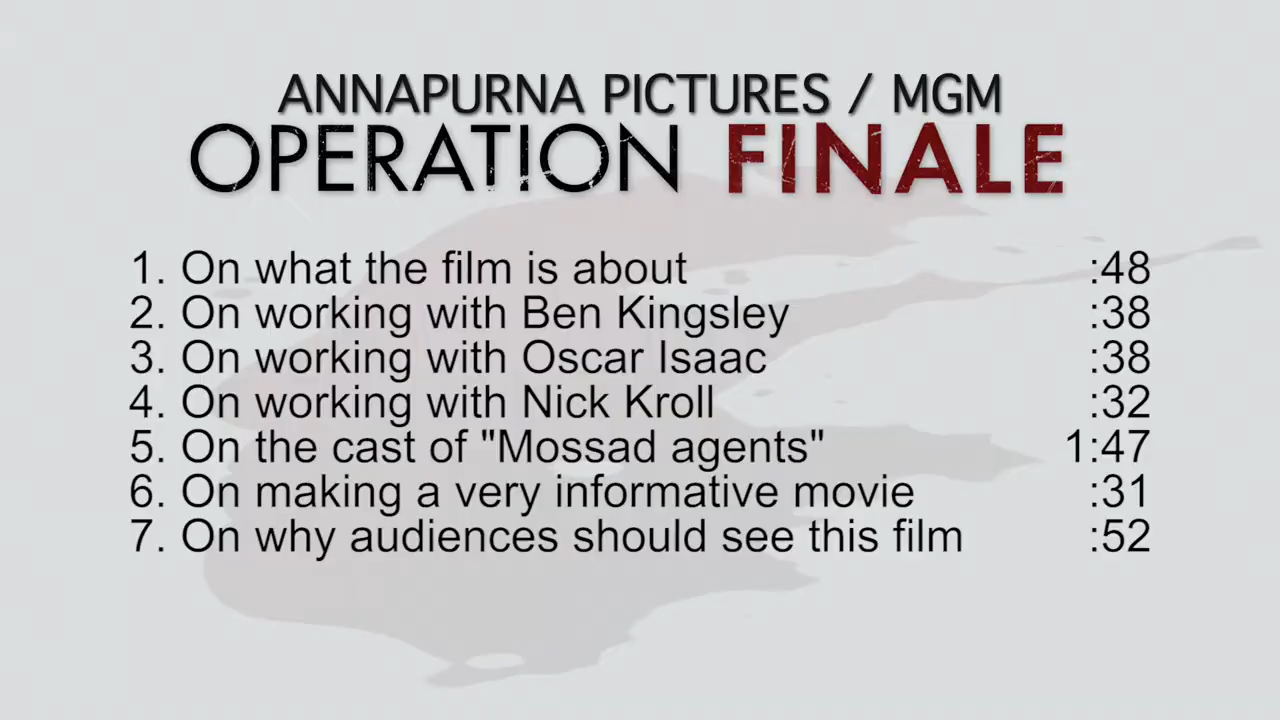 ANNAPURNA PICTURES / MGM
OPERATION FINALE
1. On what the film is about :48
2. On working with Ben Kingsley :38
3. On working with Oscar Isaac :38
4. On working with Nick Kroll :32
5. On the cast of "Mossad agents" 1:47
6. On making a very informative movie :31
7. On why audiences should see this film :52